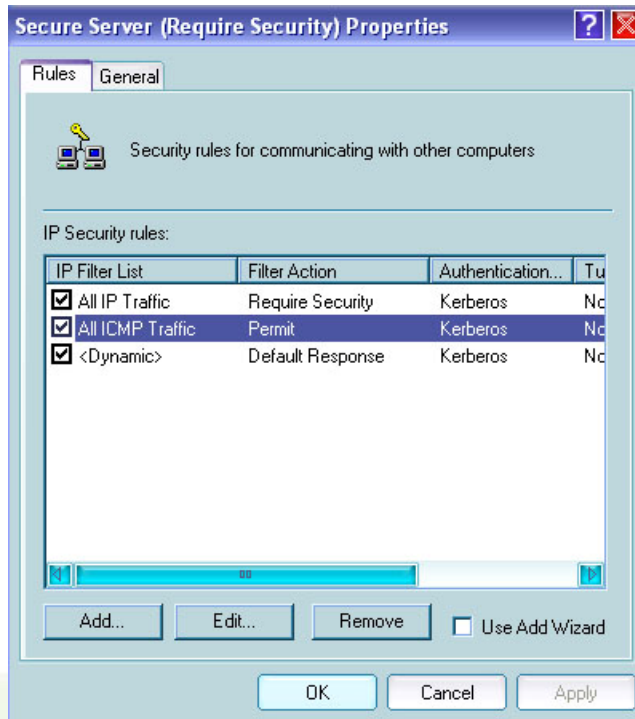 Secure Server (Require Security) Properties
Rules General
Security rules for communicating with other computers
IP Security rules:
IP Filter List Filter Action Authentication... Tu
All IP Traffic Require Security Kerberos No
All ICMP Traffic Permit Kerberos No
<Dynamic> Default Response Kerberos No
Add... Edit... Remove Use Add Wizard
OK Cancel Apply